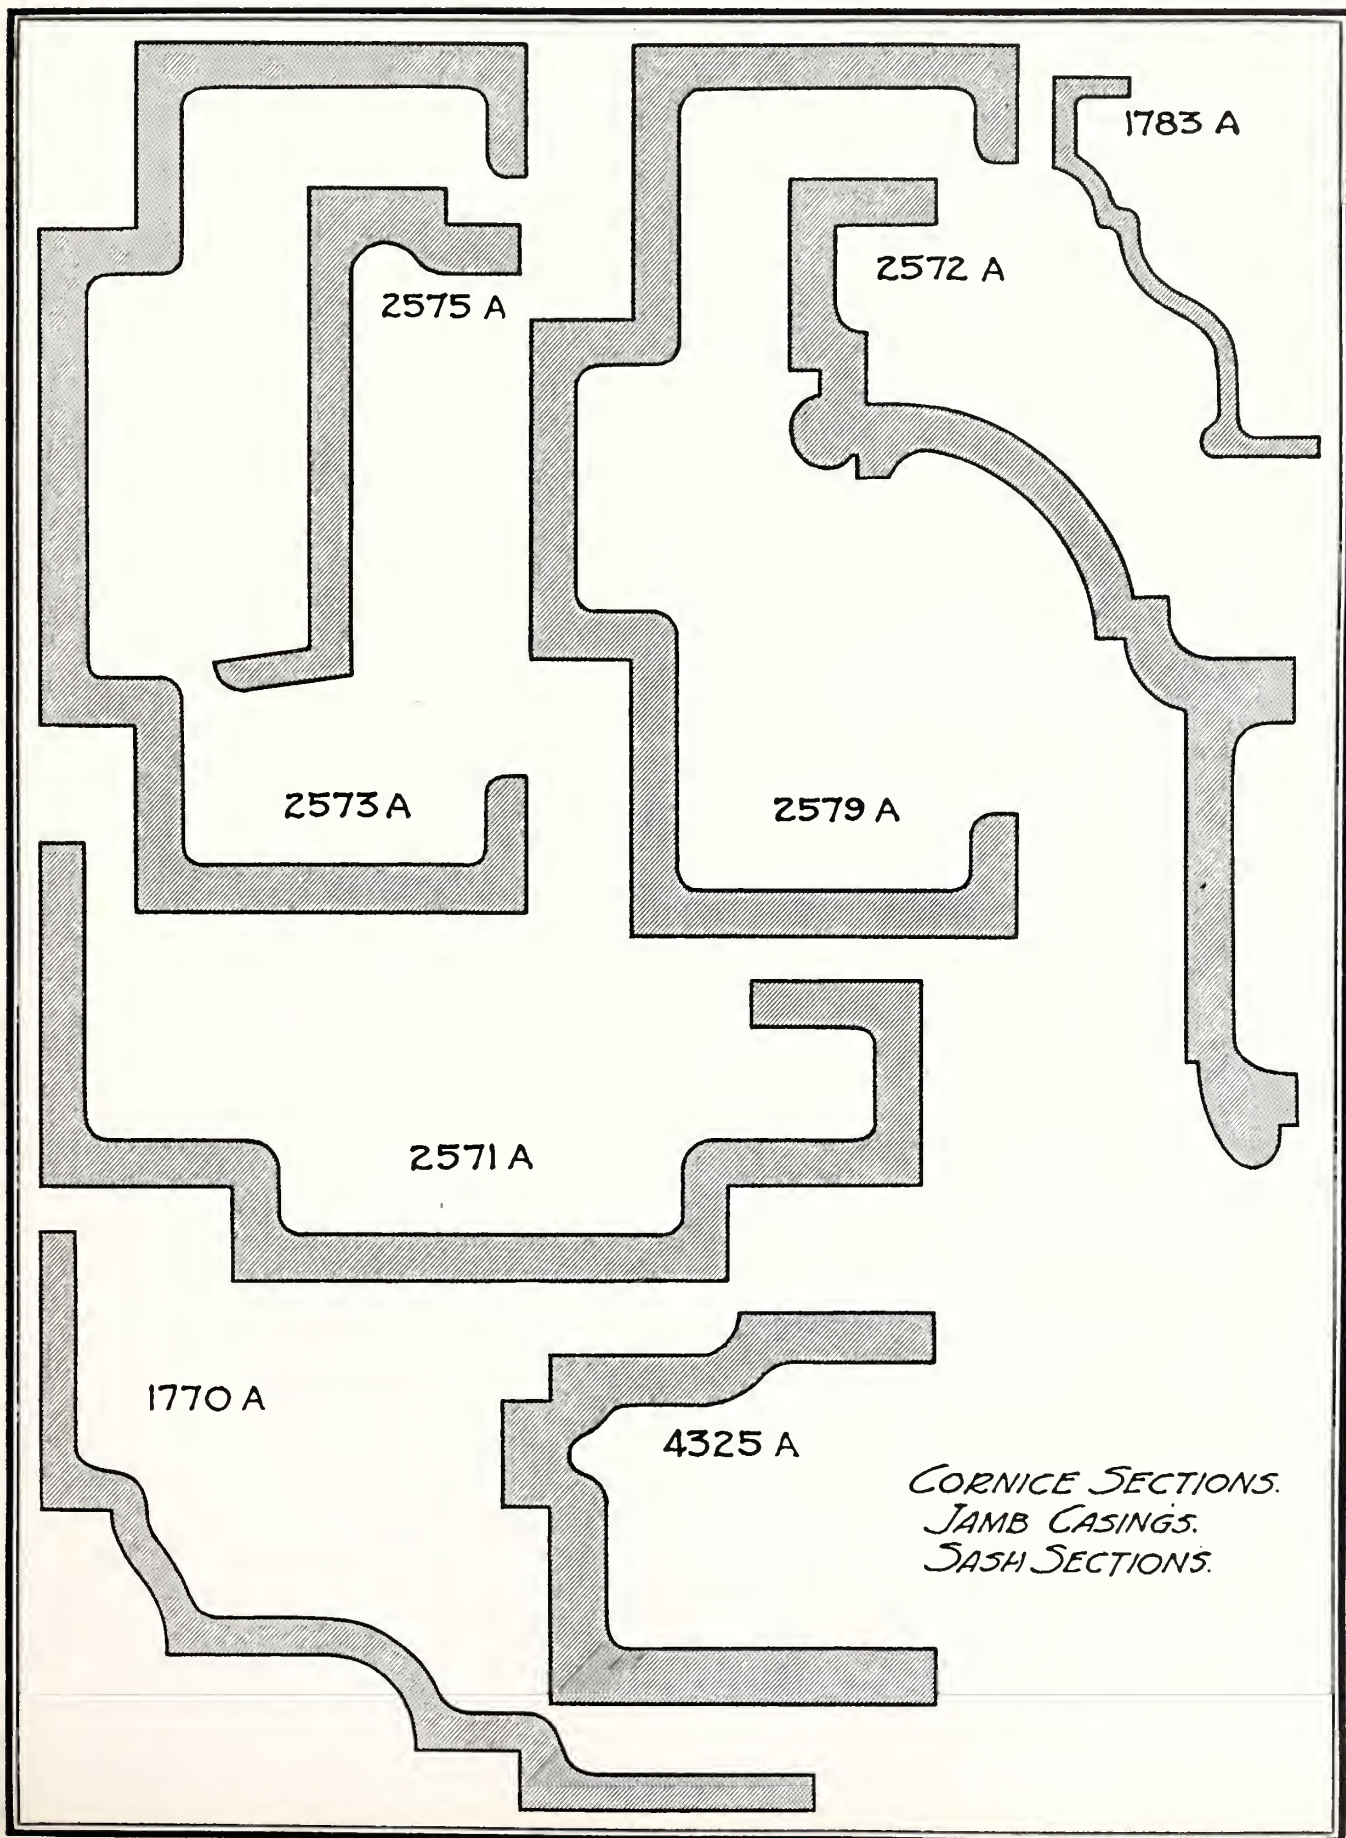 1783 A
2572 A
2575 A
2573 A
2579 A
2571 A
1770 A
4325 A
CORNICE SECTIONS.
JAMB CASINGS.
SASH SECTIONS.